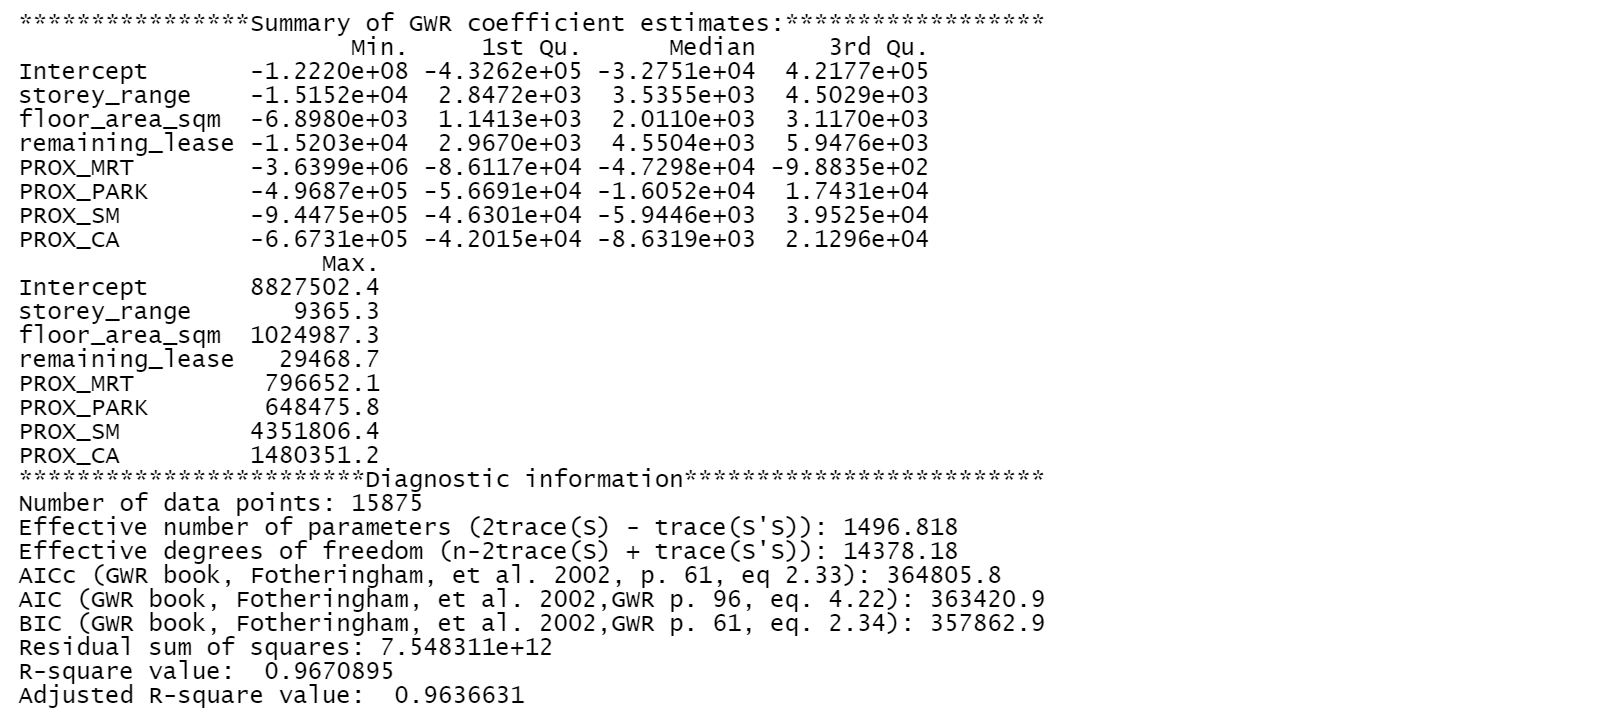 ****************Summary of GWR coefficient estimates:******************
                       Min.     1st Qu.      Median     3rd Qu.
Intercept       -1.2220e+08 -4.3262e+05 -3.2751e+04  4.2177e+05
storey_range    -1.5152e+04  2.8472e+03  3.5355e+03  4.5029e+03
floor_area_sqm  -6.8980e+03  1.1413e+03  2.0110e+03  3.1170e+03
remaining_lease -1.5203e+04  2.9670e+03  4.5504e+03  5.9476e+03
PROX_MRT        -3.6399e+06 -8.6117e+04 -4.7298e+04 -9.8835e+02
PROX_PARK       -4.9687e+05 -5.6691e+04 -1.6052e+04  1.7431e+04
PROX_SM         -9.4475e+05 -4.6301e+04 -5.9446e+03  3.9525e+04
PROX_CA         -6.6731e+05 -4.2015e+04 -8.6319e+03  2.1296e+04
                     Max.
Intercept       8827502.4
storey_range       9365.3
floor_area_sqm  1024987.3
remaining_lease   29468.7
PROX_MRT         796652.1
PROX_PARK        648475.8
PROX_SM         4351806.4
PROX_CA         1480351.2
************************Diagnostic information*************************
Number of data points: 15875
Effective number of parameters (2trace(S) - trace(S'S)): 1496.818
Effective degrees of freedom (n-2trace(S) + trace(S'S)): 14378.18
AICc (GWR book, Fotheringham, et al. 2002, p. 61, eq 2.33): 364805.8
AIC (GWR book, Fotheringham, et al. 2002,GWR p. 96, eq. 4.22): 363420.9
BIC (GWR book, Fotheringham, et al. 2002,GWR p. 61, eq. 2.34): 357862.9
Residual sum of squares: 7.548311e+12
R-square value:  0.9670895
Adjusted R-square value:  0.9636631